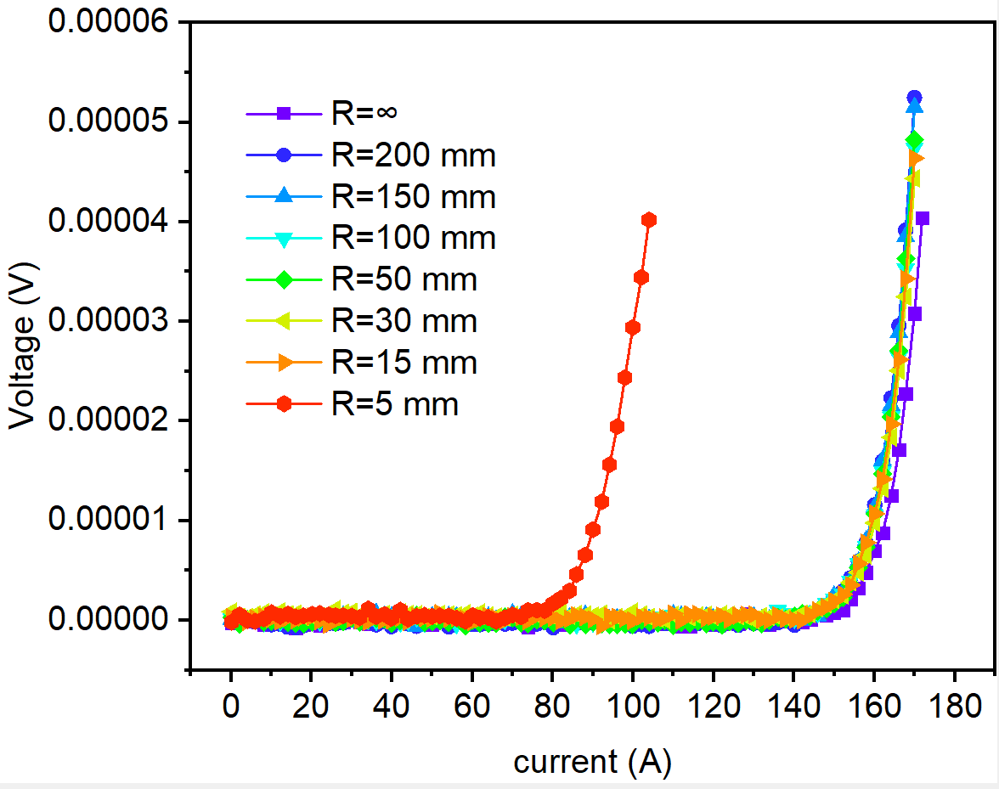 0.00006
0.00005
0.00004
0.00003
0.00002
0.00001
0.00000
Voltage (V)
R=∞
R=200 mm
R=150 mm
R=100 mm
R=50 mm
R=30 mm
R=15 mm
R=5 mm
0 20 40 60 80 100 120 140 160 180
current (A)